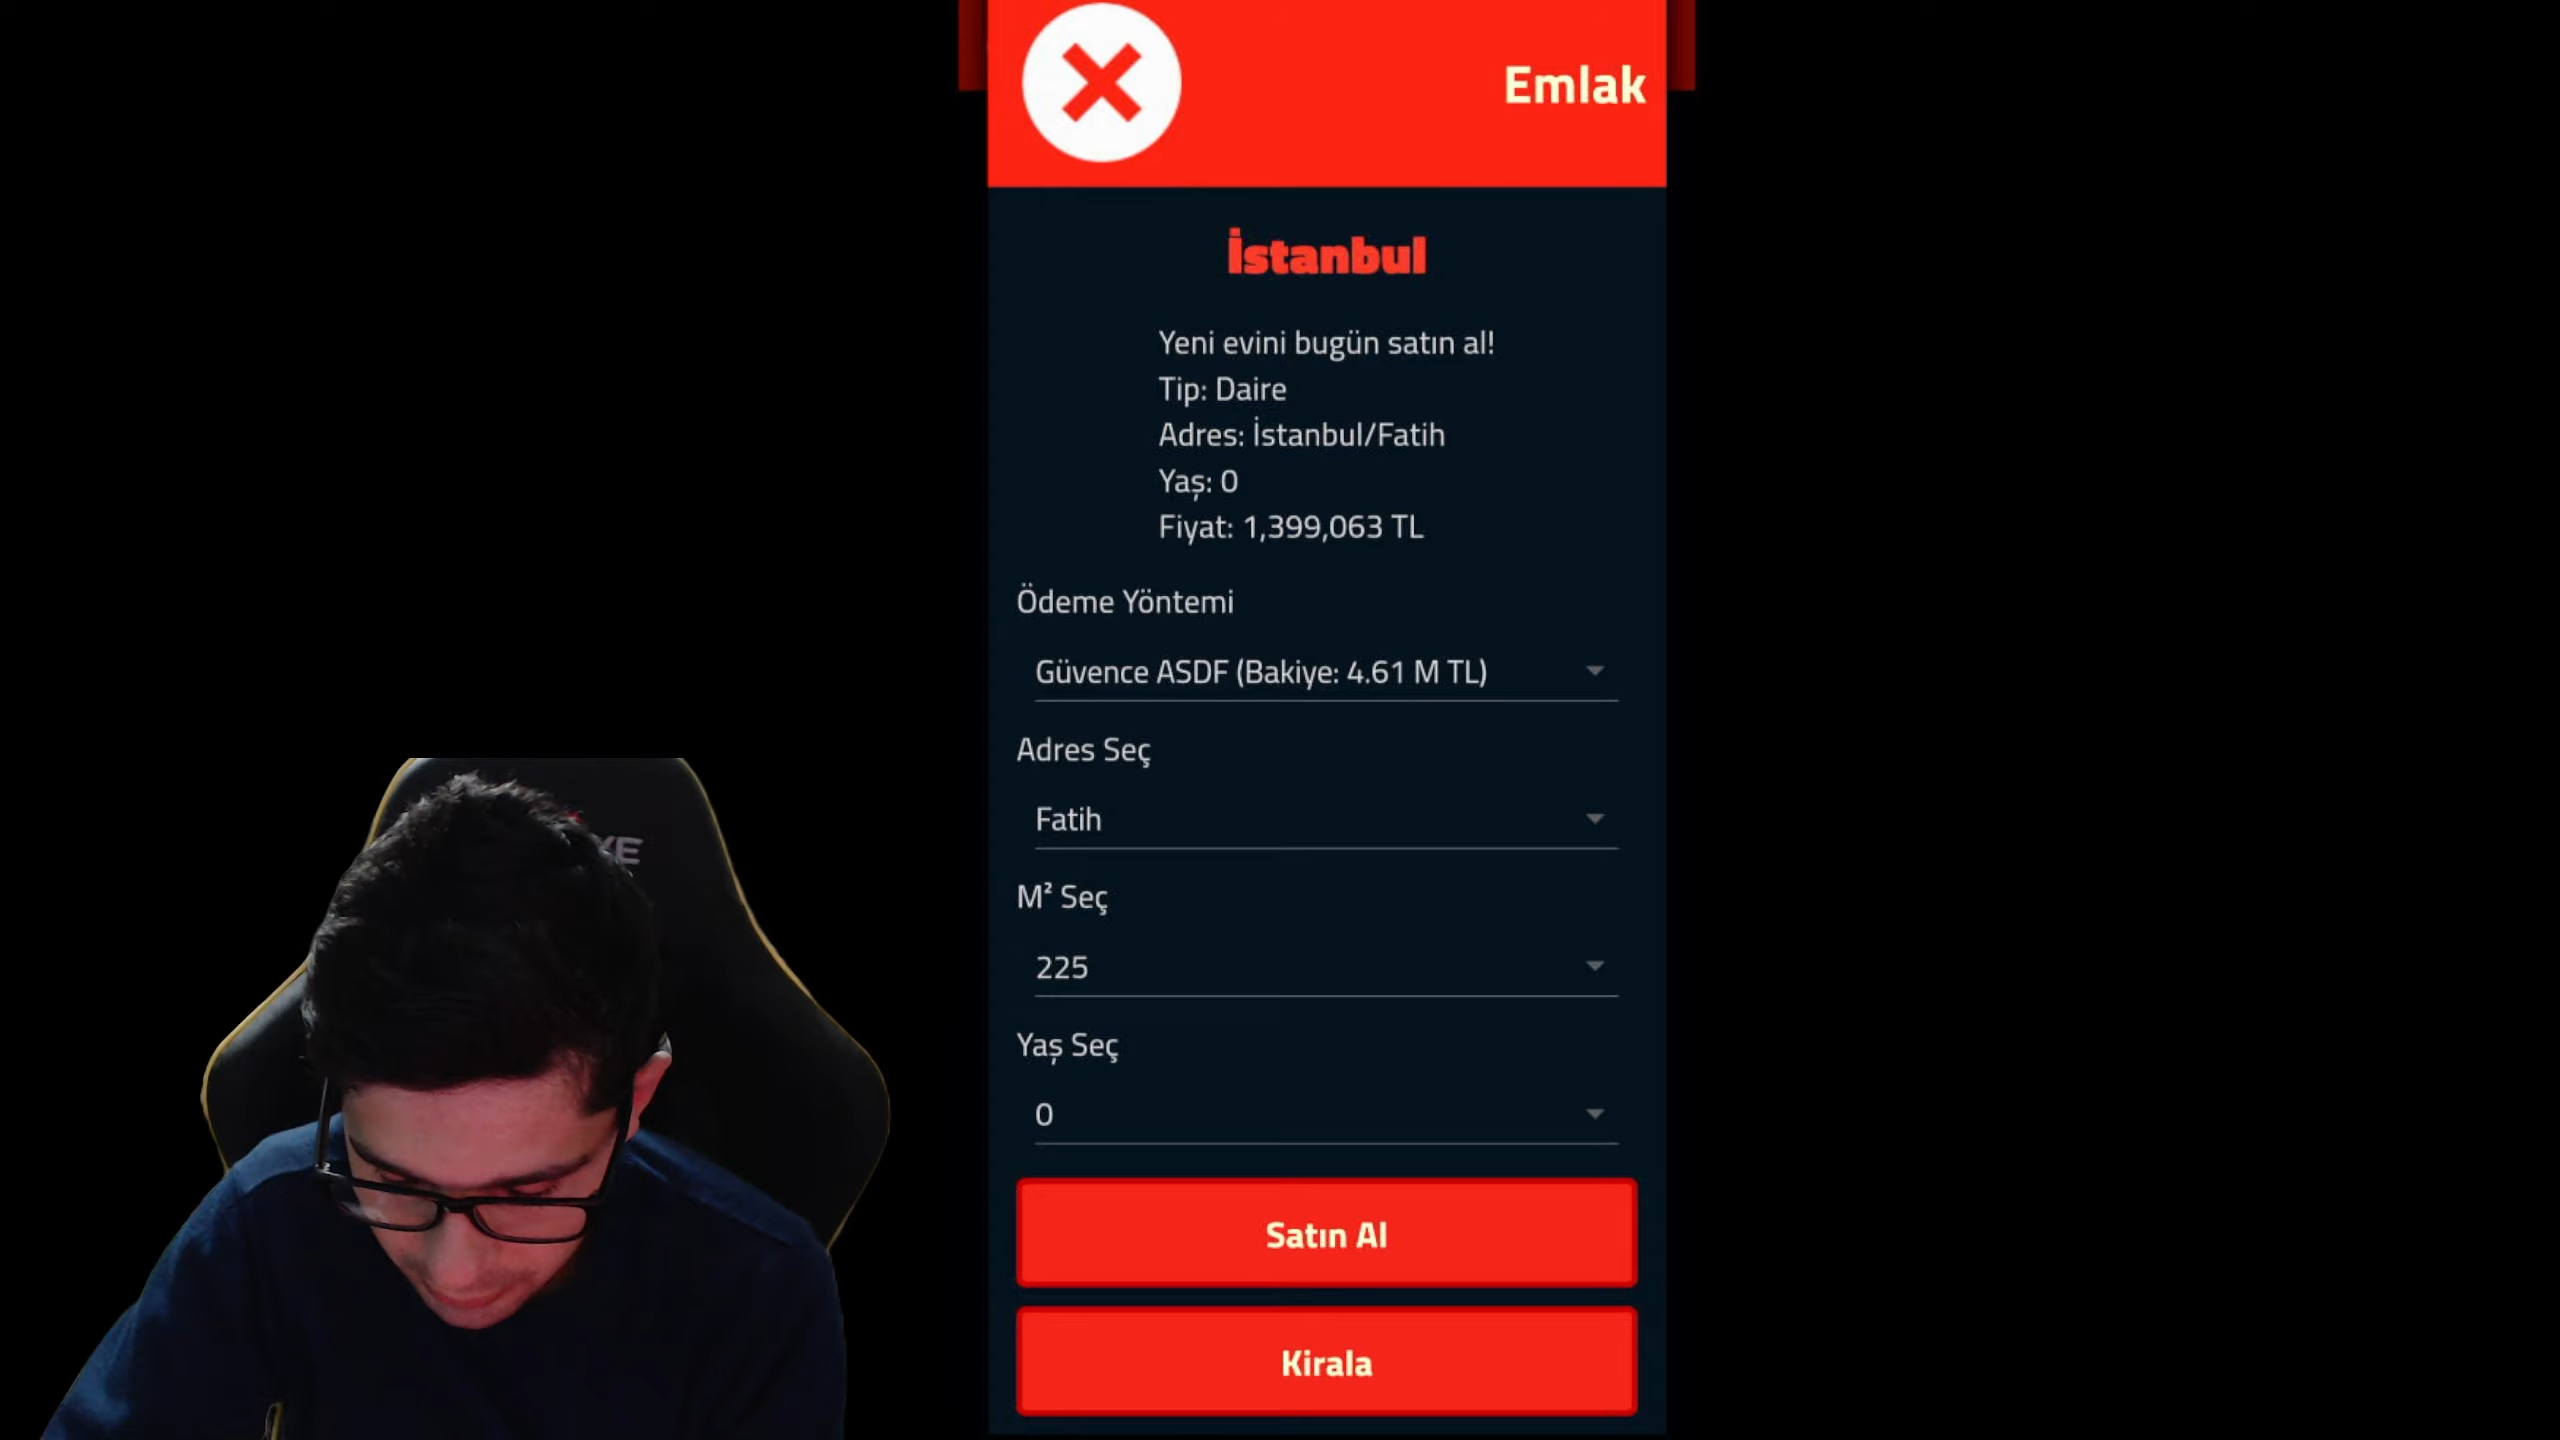 Emlak
İstanbul
Yeni evini bugün satın al!
Tip: Daire
Adres: İstanbul/Fatih
Yaş: 0
Fiyat: 1,399,063 TL
Ödeme Yöntemi
Güvence ASDF (Bakiye: 4.61 M TL)
Adres Seç
Fatih
M² Seç
225
Yaş Seç
0
Satın Al
Kirala